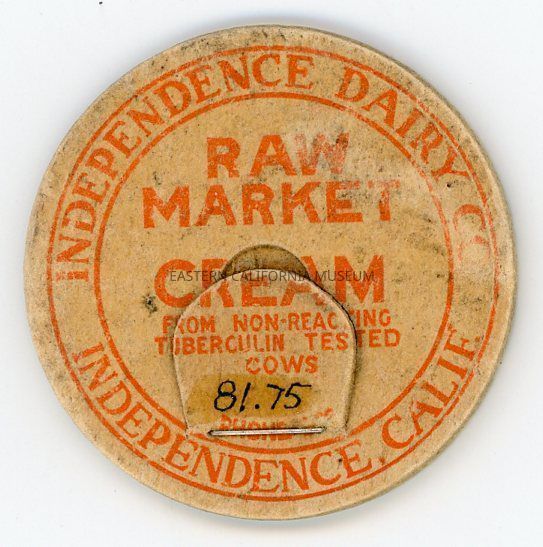 INDEPENDENCE DAIRY Co.
RAW
MARKET
CREAM
EASTERN CALIFORNIA MUSEUM
FROM NON-REACTING
TUBERCULIN TESTED
COWS
81.75
PHONE
INDEPENDENCE, CALIF.